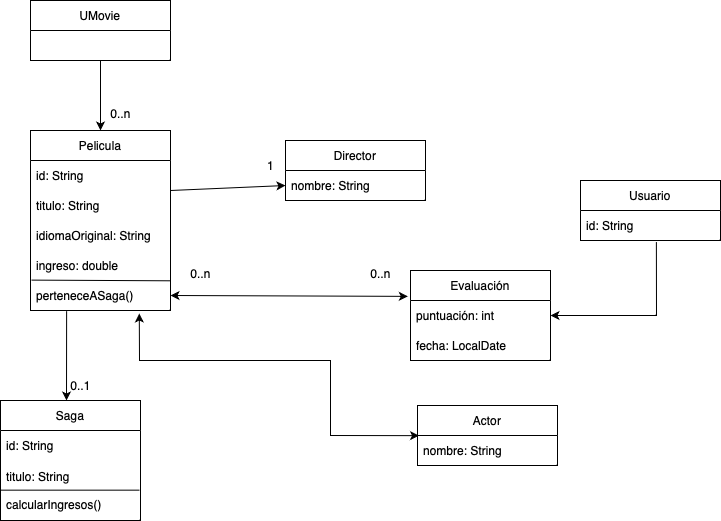 UMovie
0..n
Pelicula
id: String
titulo: String
idiomaOriginal: String
ingreso: double
perteneceASaga()
1
Director
nombre: String
Usuario
id: String
0..n
0..n
Evaluación
puntuación: int
fecha: LocalDate
0..1
Saga
id: String
titulo: String
calcularIngresos()
Actor
nombre: String